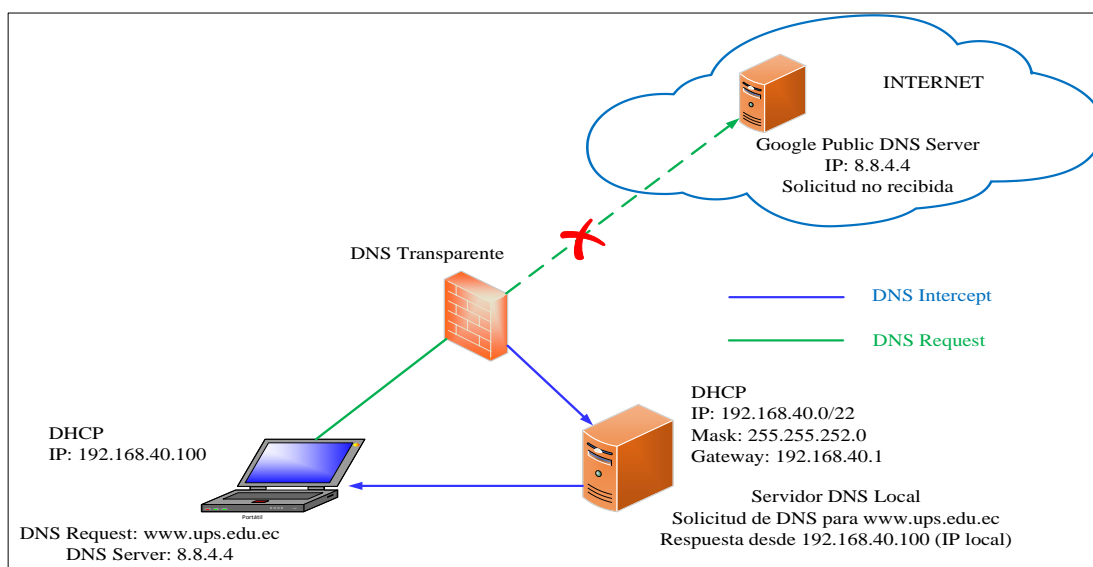 INTERNET
Google Public DNS Server
IP: 8.8.4.4
Solicitud no recibida
DNS Transparente
DNS Intercept
DNS Request
DHCP
IP: 192.168.40.0/22
Mask: 255.255.252.0
Gateway: 192.168.40.1
DHCP
IP: 192.168.40.100
Portátil
Servidor DNS Local
Solicitud de DNS para www.ups.edu.ec
Respuesta desde 192.168.40.100 (IP local)
DNS Request: www.ups.edu.ec
DNS Server: 8.8.4.4